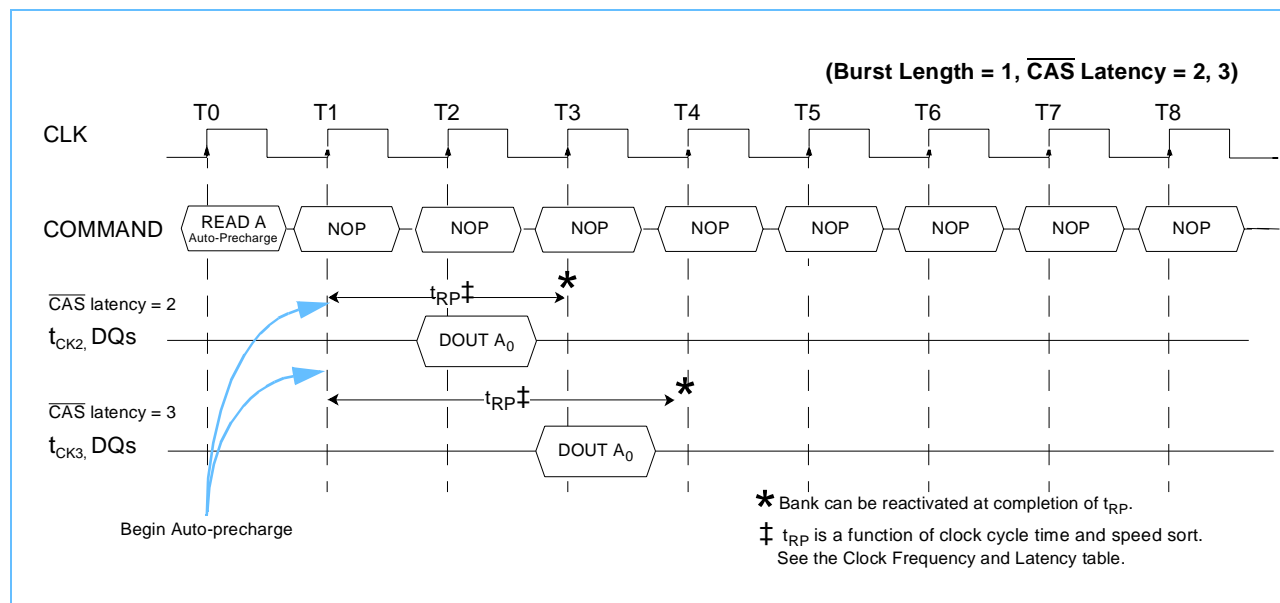 (Burst Length = 1, CAS Latency = 2, 3)
T0 T1 T2 T3 T4 T5 T6 T7 T8
CLK
COMMAND
READ A
Auto-Precharge
NOP NOP NOP NOP NOP NOP NOP NOP
tRP‡ *
CAS latency = 2
tCK2, DQs
DOUT A0
tRP‡ *
CAS latency = 3
tCK3, DQs
DOUT A0
Begin Auto-precharge
* Bank can be reactivated at completion of tRP.
‡ tRP is a function of clock cycle time and speed sort.
See the Clock Frequency and Latency table.